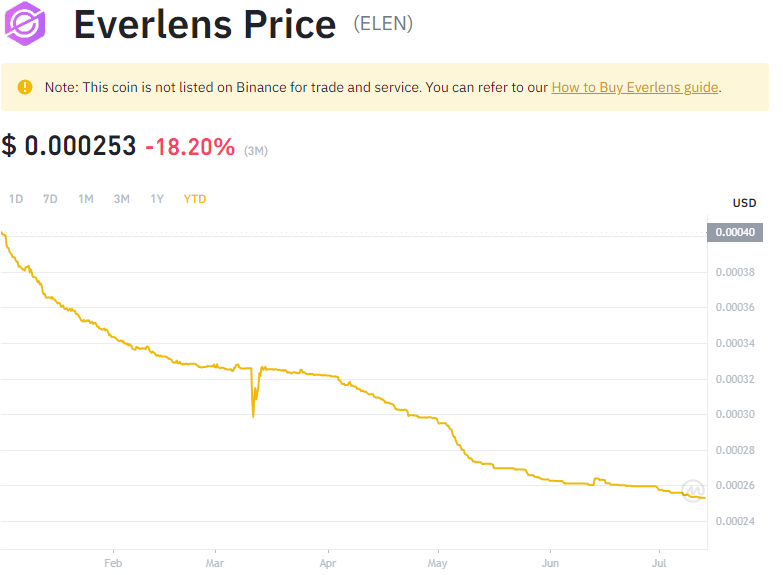 Everlens Price (ELEN)
Note: This coin is not listed on Binance for trade and service. You can refer to our How to Buy Everlens guide.
$ 0.000253 -18.20% (3M)
1D 7D 1M 3M 1Y YTD
USD
0.00040
0.00038
0.00036
0.00034
0.00032
0.00030
0.00028
0.00026
0.00024
Feb Mar Apr May Jun Jul